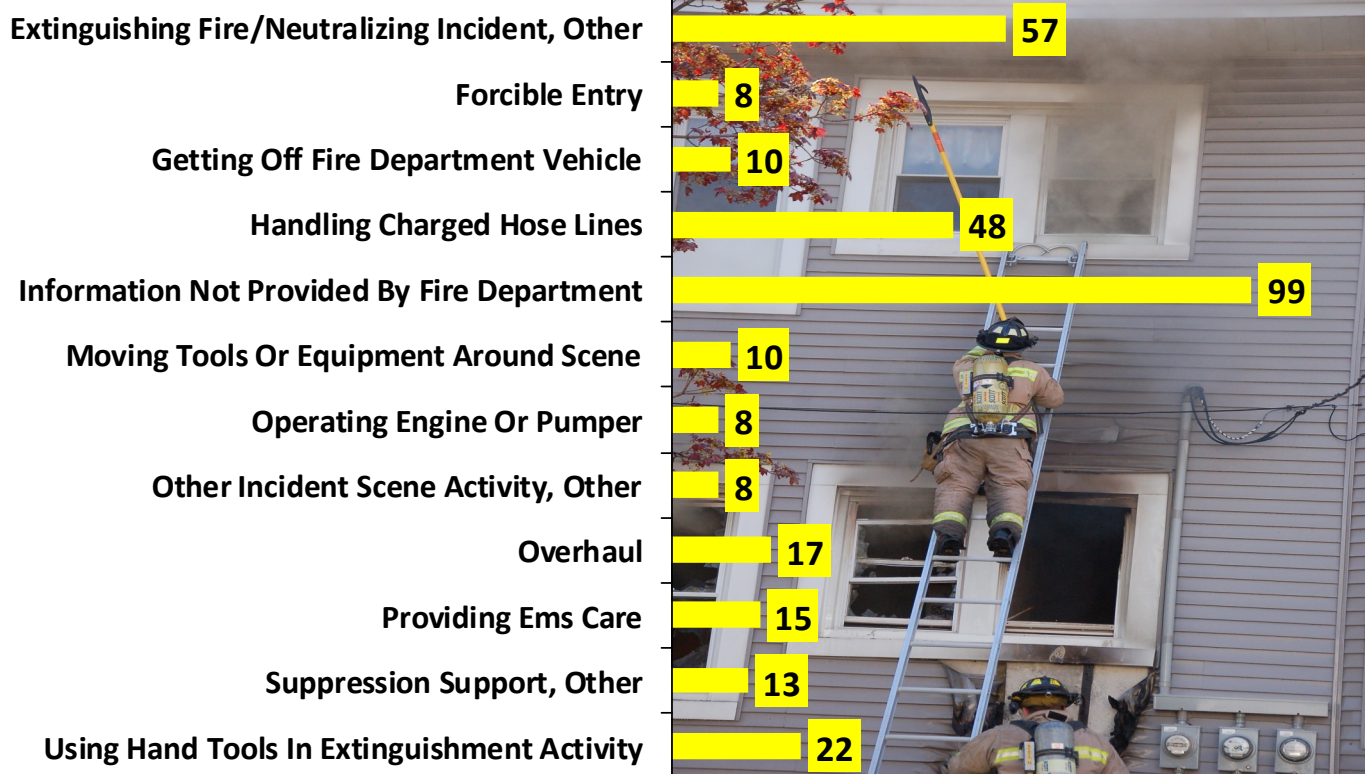 Extinguishing Fire/Neutralizing Incident, Other 57
Forcible Entry 8
Getting Off Fire Department Vehicle 10
Handling Charged Hose Lines 48
Information Not Provided By Fire Department 99
Moving Tools Or Equipment Around Scene 10
Operating Engine Or Pumper 8
Other Incident Scene Activity, Other 8
Overhaul 17
Providing Ems Care 15
Suppression Support, Other 13
Using Hand Tools In Extinguishment Activity 22